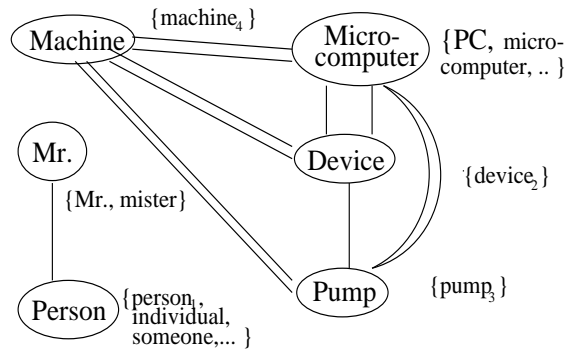 {machine4}
Machine
Micro-
computer
{PC, micro-
computer, .. }
Mr.
Device
{device2}
{Mr., mister}
Person
{person1,
individual,
someone,... }
Pump
{pump3}